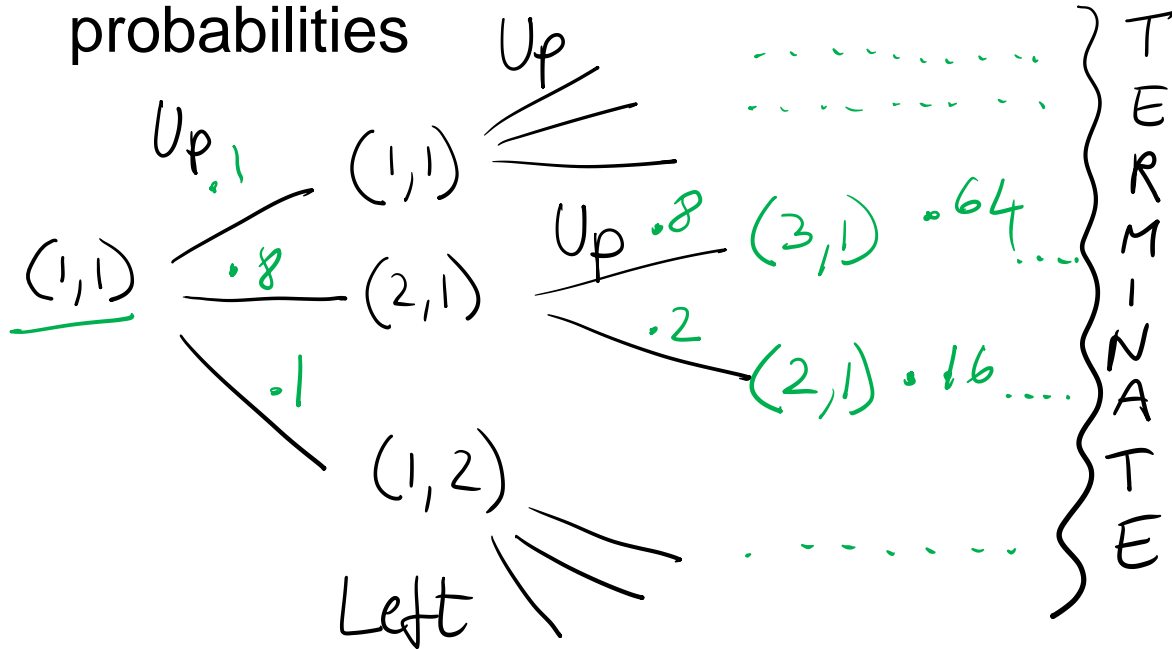 probabilities
Up
Up .1
(1,1)
Up .8 (3,1) .64 ....
(1,1) .8 (2,1)
.2 (2,1) .16 ....
.1
(1,2)
Left
TERMINATE